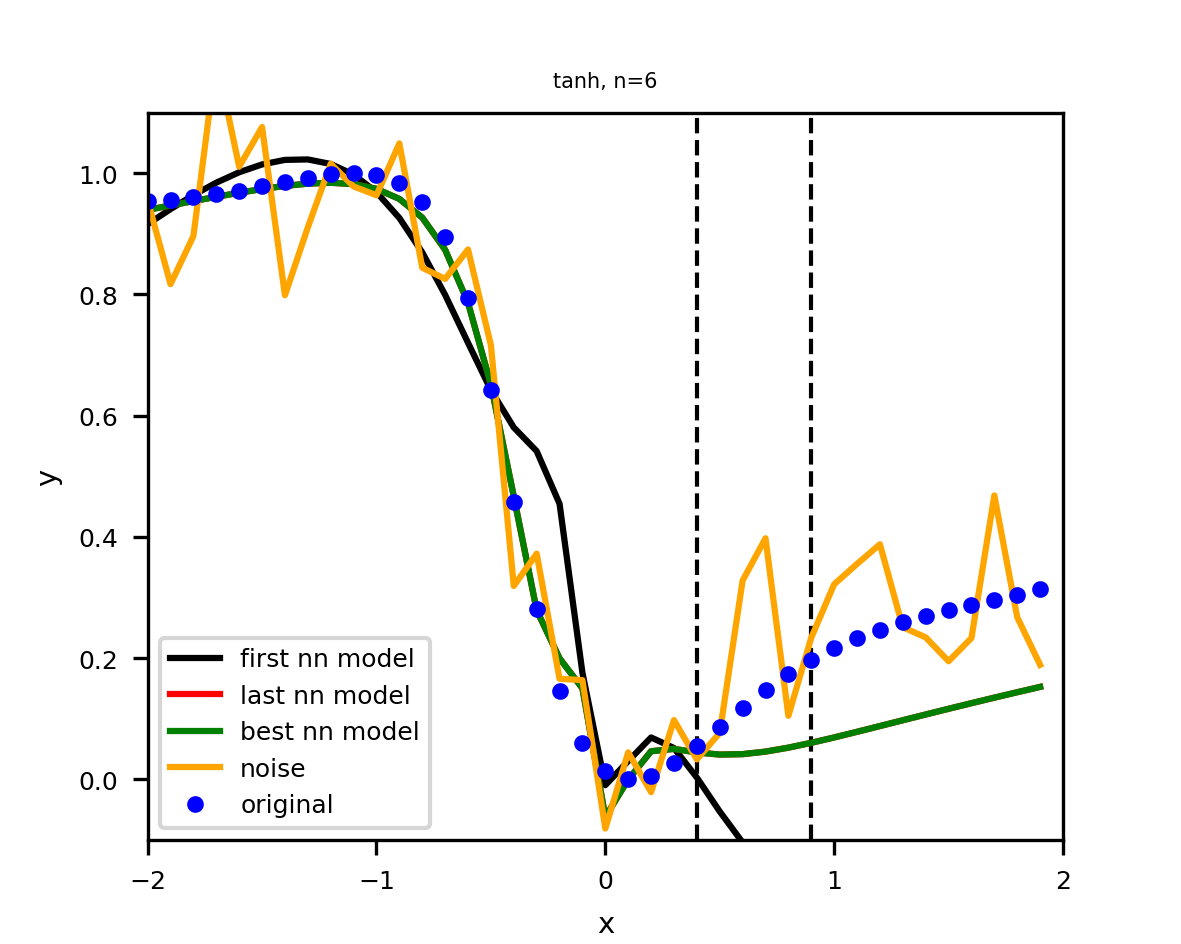 tanh, n=6
y
1.0
0.8
0.6
0.4
0.2
0.0
first nn model
last nn model
best nn model
noise
original
−2
−1
0
1
2
x